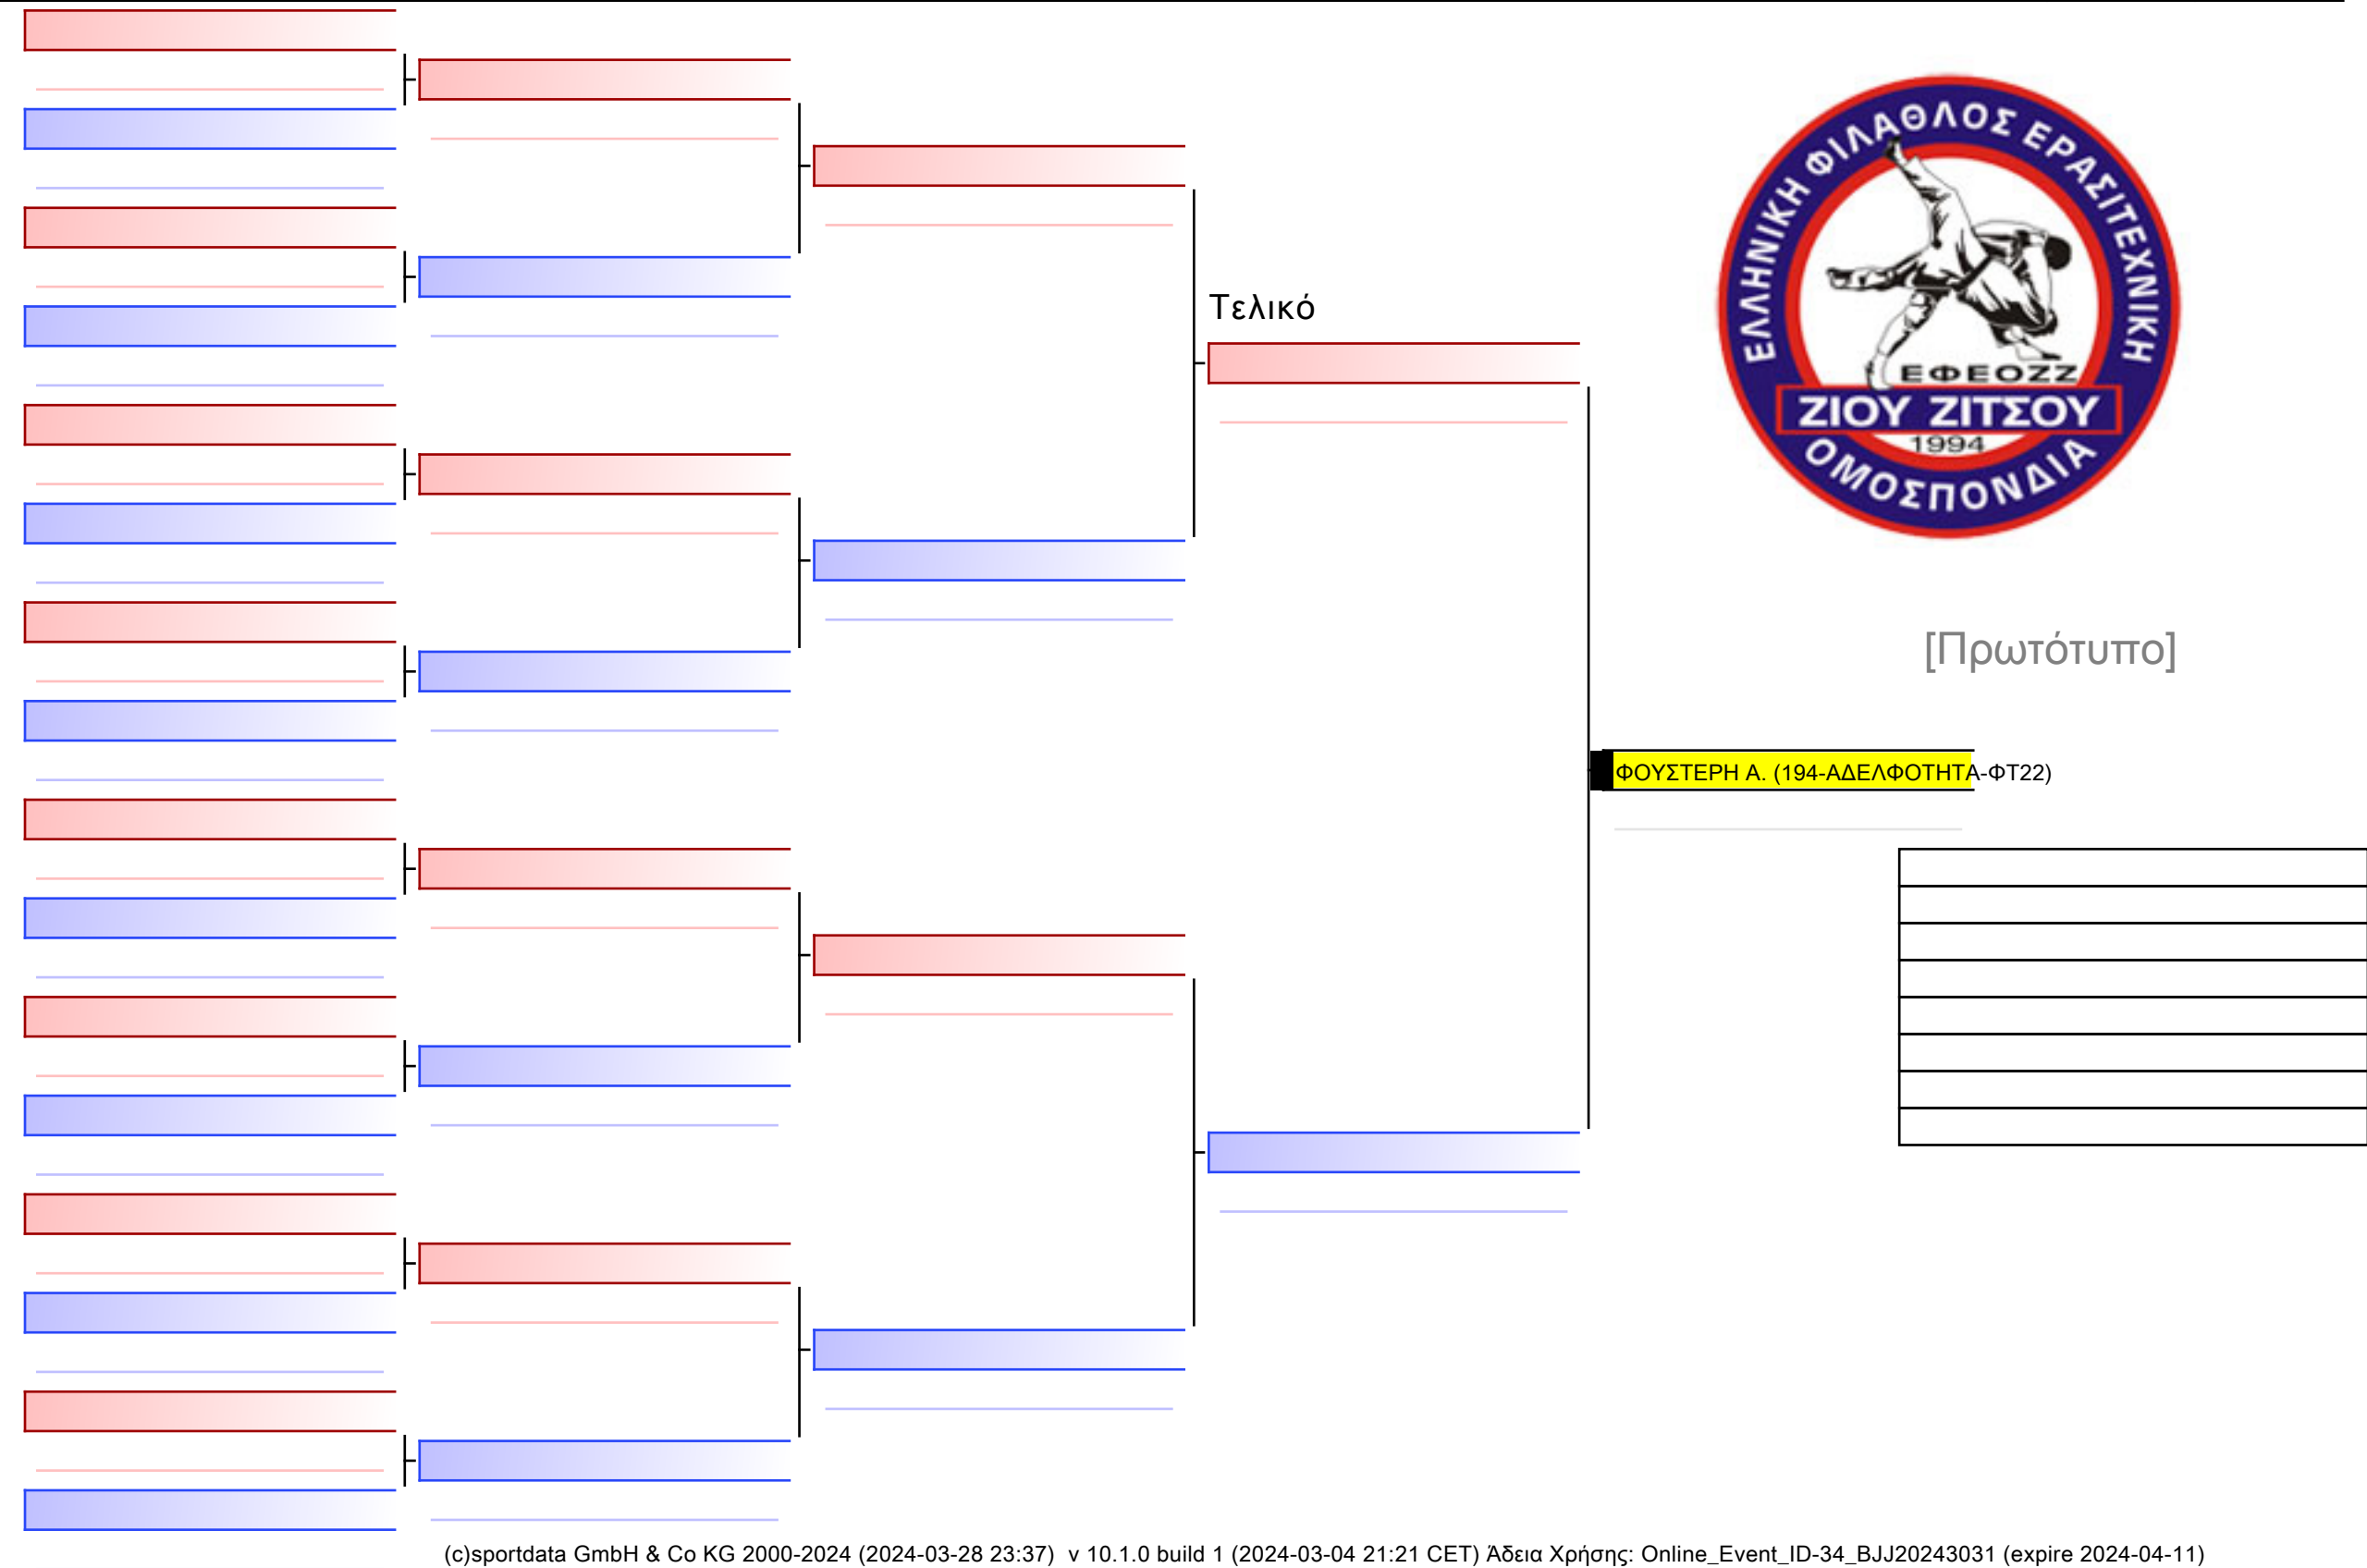 ΕΛΛΗΝΙΚΗ ΦΙΛΑΘΛΟΣ ΕΡΑΣΙΤΕΧΝΙΚΗ
ΕΦΕΟΖΖ
ΖΙΟΥ ΖΙΤΣΟΥ
1994
ΟΜΟΣΠΟΝΔΙΑ
Τελικό
[Πρωτότυπο]
ΦΟΥΣΤΕΡΗ Α. (194-ΑΔΕΛΦΟΤΗΤΑ-ΦΤ22)
(c)sportdata GmbH & Co KG 2000-2024 (2024-03-28 23:37) v 10.1.0 build 1 (2024-03-04 21:21 CET) Άδεια Χρήσης: Online_Event_ID-34_BJJ20243031 (expire 2024-04-11)